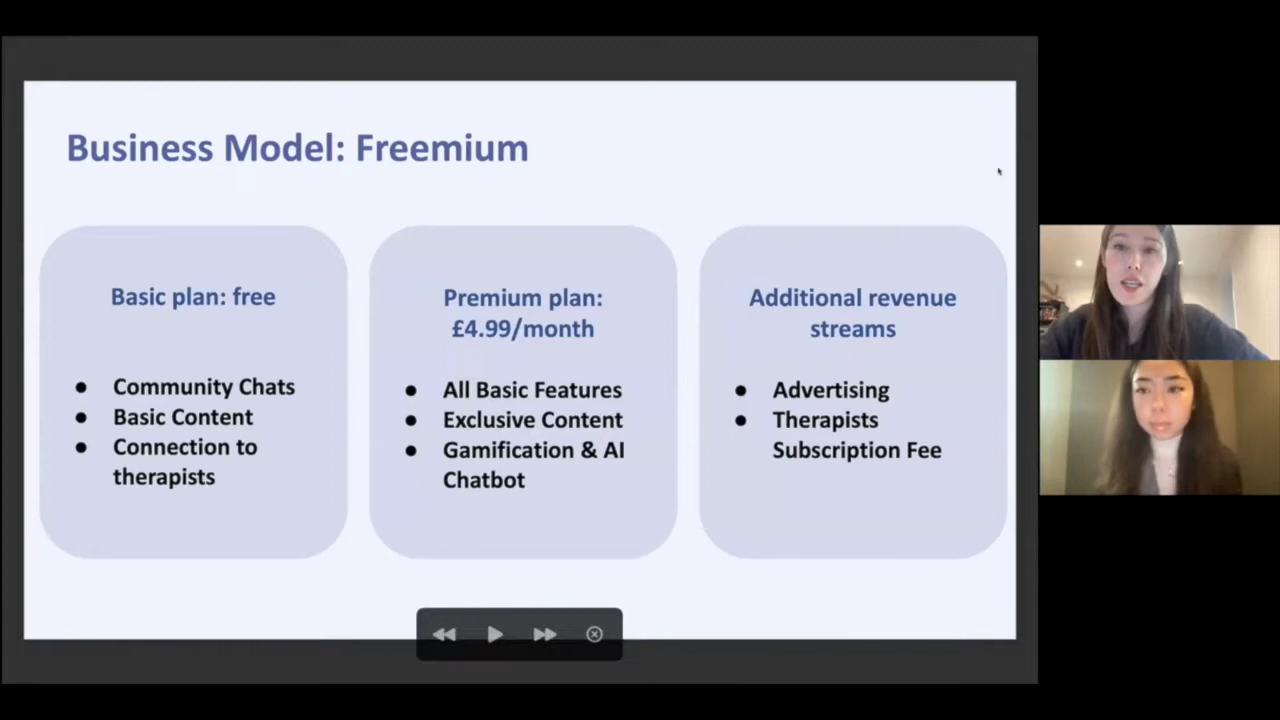 Business Model: Freemium
Basic plan: free
● Community Chats
● Basic Content
● Connection to
therapists
Premium plan:
£4.99/month
● All Basic Features
● Exclusive Content
● Gamification & AI
Chatbot
Additional revenue
streams
● Advertising
● Therapists
Subscription Fee